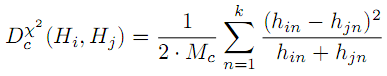 $D_c^{\chi^2}(H_i, H_j) = \frac{1}{2 \cdot M_c} \sum_{n=1}^{k} \frac{(h_{in} - h_{jn})^2}{h_{in} + h_{jn}}$